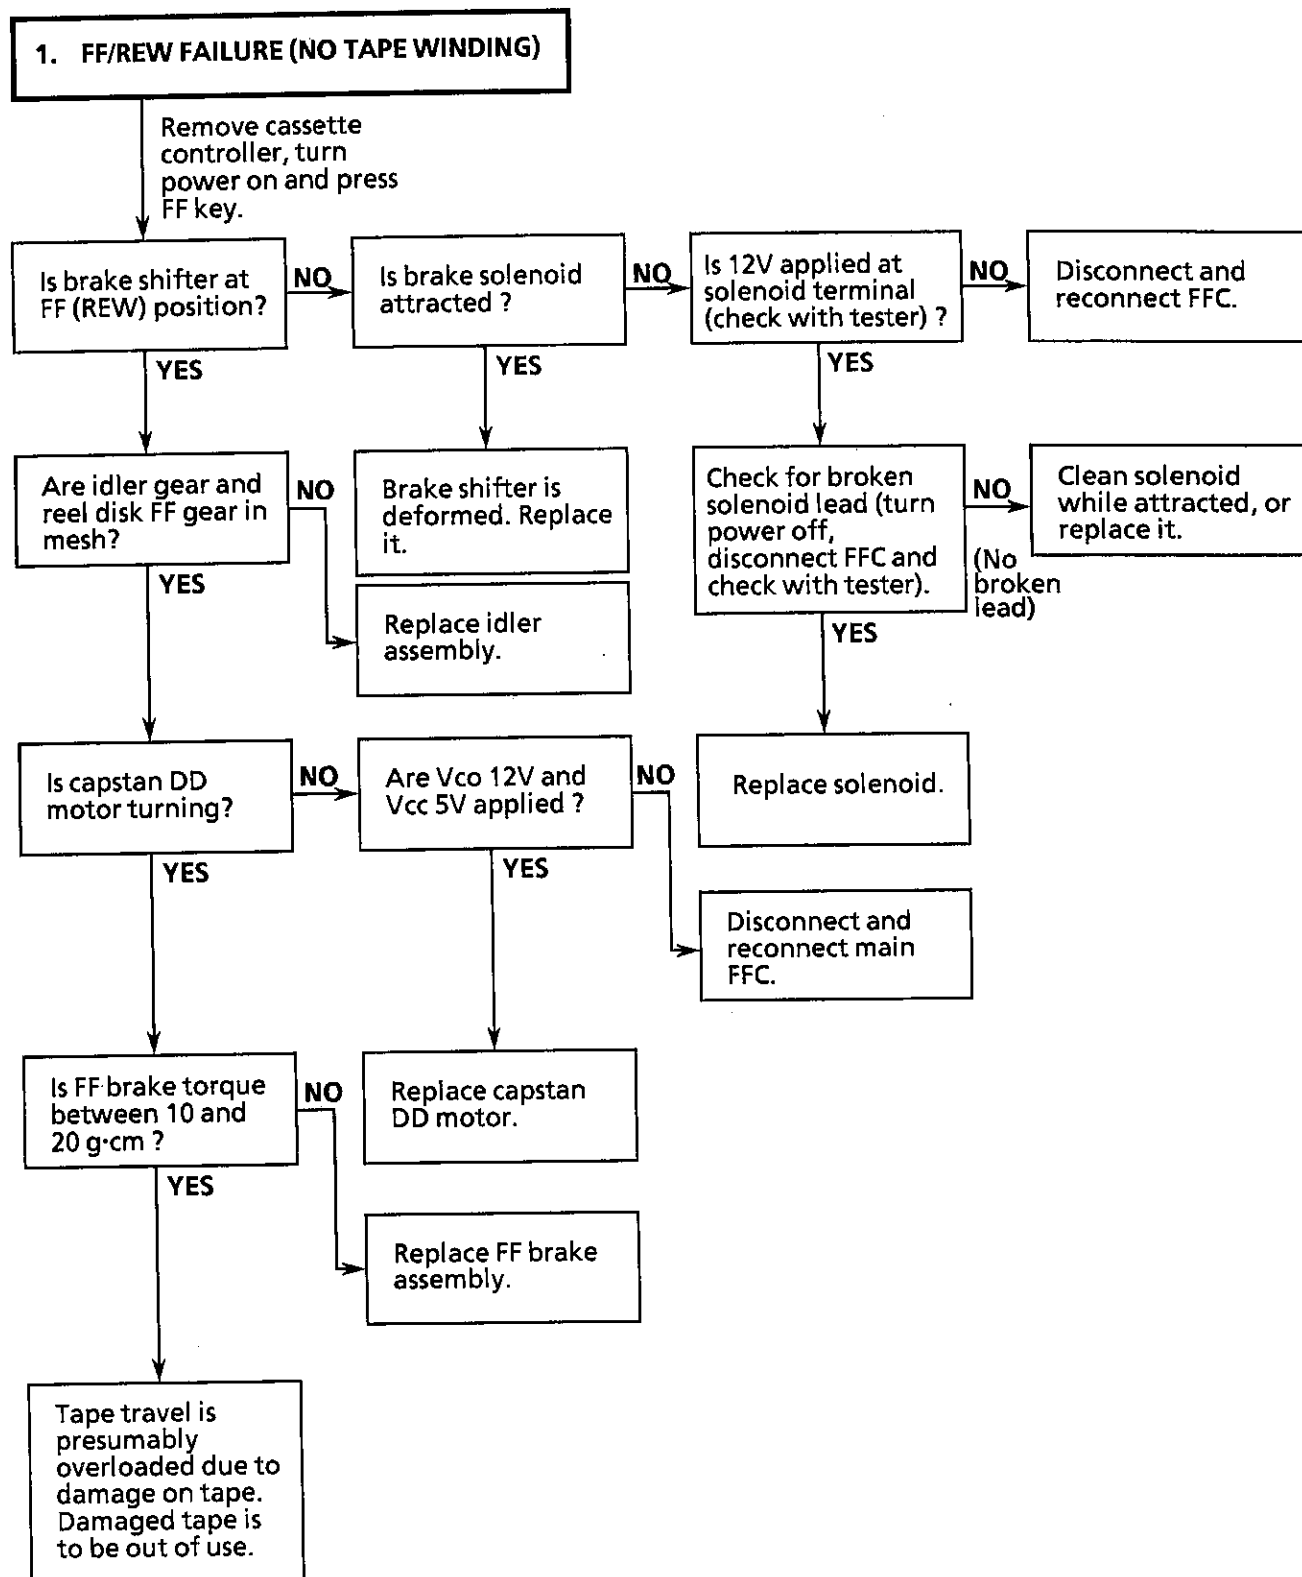 1. FF/REW FAILURE (NO TAPE WINDING)
Remove cassette
controller, turn
power on and press
FF key.
Is brake shifter at
FF (REW) position?
NO
YES
Is brake solenoid
attracted ?
NO
YES
Is 12V applied at
solenoid terminal
(check with tester) ?
NO
YES
Disconnect and
reconnect FFC.
Are idler gear and
reel disk FF gear in
mesh?
NO
YES
Brake shifter is
deformed. Replace
it.
Replace idler
assembly.
Check for broken
solenoid lead (turn
power off,
disconnect FFC and
check with tester).
NO
(No
broken
lead)
YES
Clean solenoid
while attracted, or
replace it.
Is capstan DD
motor turning?
NO
YES
Are Vco 12V and
Vcc 5V applied ?
NO
YES
Replace solenoid.
Disconnect and
reconnect main
FFC.
Is FF brake torque
between 10 and
20 g·cm ?
NO
YES
Replace capstan
DD motor.
Replace FF brake
assembly.
Tape travel is
presumably
overloaded due to
damage on tape.
Damaged tape is
to be out of use.